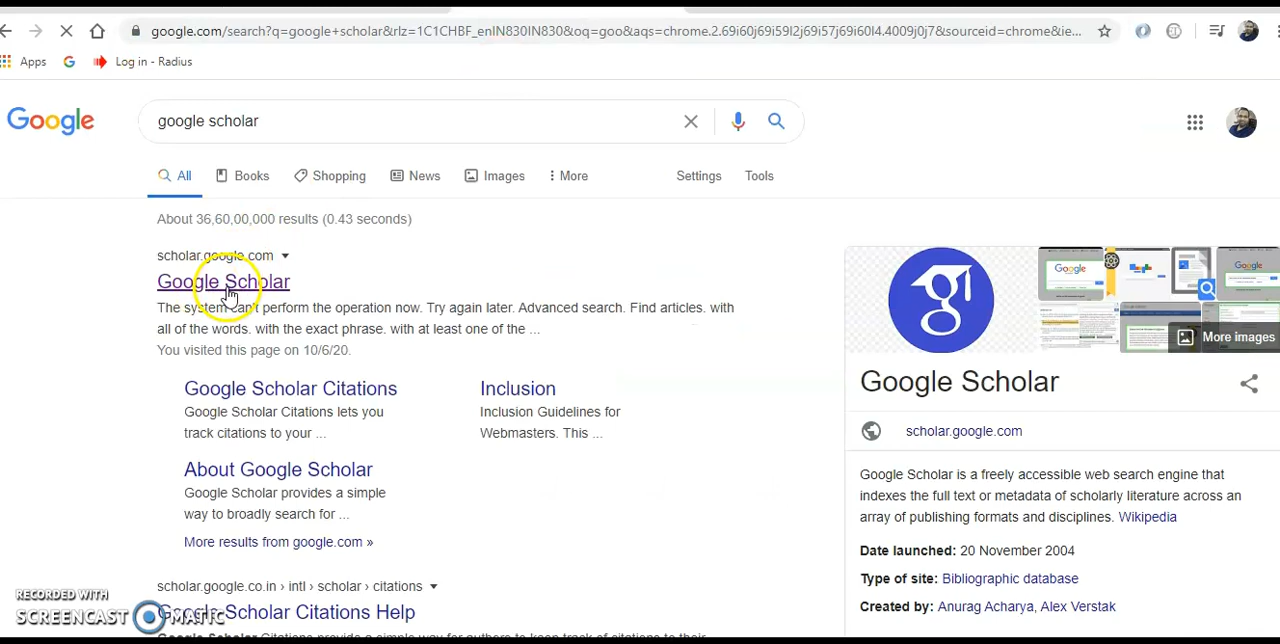 google.com/search?q=google+scholar&rlz=1C1CHBF_enIN830IN830&oq=goo&aqs=chrome.2.69i60j69i59l2j69i57j69i60l4.4009j0j7&sourceid=chrome&ie...
Apps
Log in - Radius
Google
google scholar
All
Books
Shopping
News
Images
More
Settings
Tools
About 36,60,00,000 results (0.43 seconds)
scholar.google.com
Google Scholar
The system can't perform the operation now. Try again later. Advanced search. Find articles. with
all of the words. with the exact phrase. with at least one of the ...
You visited this page on 10/6/20.
Google Scholar Citations
Google Scholar Citations lets you
track citations to your ...
Inclusion
Inclusion Guidelines for
Webmasters. This ...
About Google Scholar
Google Scholar provides a simple
way to broadly search for ...
More results from google.com »
scholar.google.co.in › intl › scholar › citations
Google Scholar Citations Help
Google
Google
More images
Google Scholar
scholar.google.com
Google Scholar is a freely accessible web search engine that
indexes the full text or metadata of scholarly literature across an
array of publishing formats and disciplines. Wikipedia
Date launched: 20 November 2004
Type of site: Bibliographic database
Created by: Anurag Acharya, Alex Verstak
RECORDED WITH
SCREENCAST MATIC